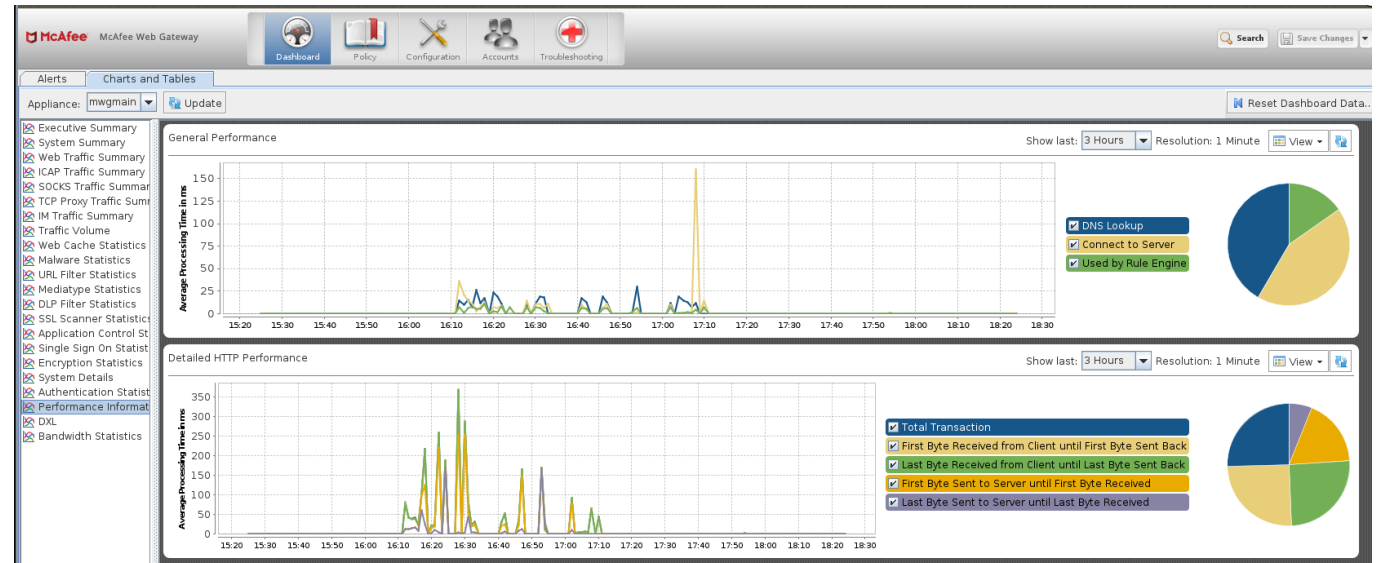 McAfee McAfee Web Gateway
Dashboard Policy Configuration Accounts Troubleshooting
Search Save Changes
Alerts Charts and Tables
Appliance: mwgmain Update Reset Dashboard Data..
Executive Summary
System Summary
Web Traffic Summary
ICAP Traffic Summary
SOCKS Traffic Summar
TCP Proxy Traffic Sum
IM Traffic Summary
Traffic Volume
Web Cache Statistics
Malware Statistics
URL Filter Statistics
Mediatype Statistics
DLP Filter Statistics
SSL Scanner Statistics
Application Control St
Single Sign On Statist
Encryption Statistics
System Details
Authentication Statist
Performance Informat
DXL
Bandwidth Statistics
General Performance Show last: 3 Hours Resolution: 1 Minute View
Average Processing Time in ms
150
125
100
75
50
25
0
15:20 15:30 15:40 15:50 16:00 16:10 16:20 16:30 16:40 16:50 17:00 17:10 17:20 17:30 17:40 17:50 18:00 18:10 18:20 18:30
DNS Lookup
Connect to Server
Used by Rule Engine
Detailed HTTP Performance Show last: 3 Hours Resolution: 1 Minute View
Average Processing Time in ms
350
300
250
200
150
100
50
0
15:20 15:30 15:40 15:50 16:00 16:10 16:20 16:30 16:40 16:50 17:00 17:10 17:20 17:30 17:40 17:50 18:00 18:10 18:20 18:30
Total Transaction
First Byte Received from Client until First Byte Sent Back
Last Byte Received from Client until Last Byte Sent Back
First Byte Sent to Server until First Byte Received
Last Byte Sent to Server until Last Byte Received